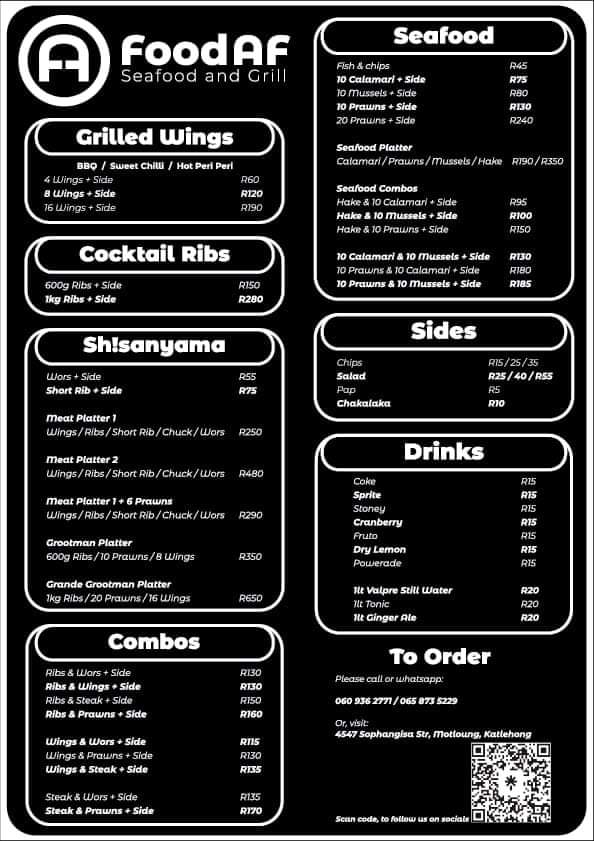 FoodAF
Seafood and Grill
Grilled Wings
BBQ / Sweet Chilli / Hot Peri Peri
4 Wings + Side R60
8 Wings + Side R120
16 Wings + Side R190
Cocktail Ribs
600g Ribs + Side R150
1kg Ribs + Side R280
Sh!sanyama
Wors + Side R55
Short Rib + Side R75
Meat Platter 1
Wings / Ribs / Short Rib / Chuck / Wors R250
Meat Platter 2
Wings / Ribs / Short Rib / Chuck / Wors R480
Meat Platter 1 + 6 Prawns
Wings / Ribs / Short Rib / Chuck / Wors R290
Grootman Platter
600g Ribs / 10 Prawns / 8 Wings R350
Grande Grootman Platter
1kg Ribs / 20 Prawns / 16 Wings R650
Combos
Ribs & Wors + Side R130
Ribs & Wings + Side R130
Ribs & Steak + Side R150
Ribs & Prawns + Side R160
Wings & Wors + Side R115
Wings & Prawns + Side R130
Wings & Steak + Side R135
Steak & Wors + Side R135
Steak & Prawns + Side R170
Seafood
Fish & chips R45
10 Calamari + Side R75
10 Mussels + Side R80
10 Prawns + Side R130
20 Prawns + Side R240
Seafood Platter
Calamari / Prawns / Mussels / Hake R190 / R350
Seafood Combos
Hake & 10 Calamari + Side R95
Hake & 10 Mussels + Side R100
Hake & 10 Prawns + Side R150
10 Calamari & 10 Mussels + Side R130
10 Prawns & 10 Calamari + Side R180
10 Prawns & 10 Mussels + Side R185
Sides
Chips R15 / 25 / 35
Salad R25 / 40 / R55
Pap R5
Chakalaka R10
Drinks
Coke R15
Sprite R15
Stoney R15
Cranberry R15
Fruto R15
Dry Lemon R15
Powerade R15
1lt Valpre Still Water R20
1lt Tonic R20
1lt Ginger Ale R20
To Order
Please call or whatsapp:
060 936 2771 / 065 873 5229
Or, visit:
4547 Sophangisa Str, Motloung, Katlehong
Scan code, to follow us on socials